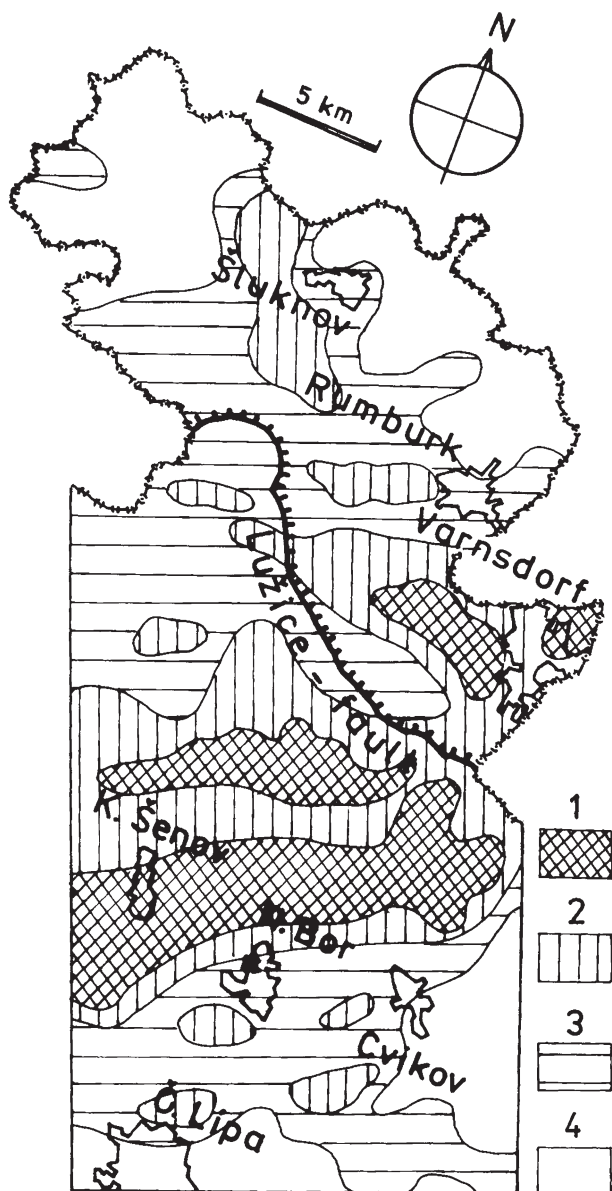 N
5 km
Šluknov
Rumburk
Varnsdorf
Lužice - fault
K. Šenov
N. Bor
Cvikov
Č. Lípa
1
2
3
4